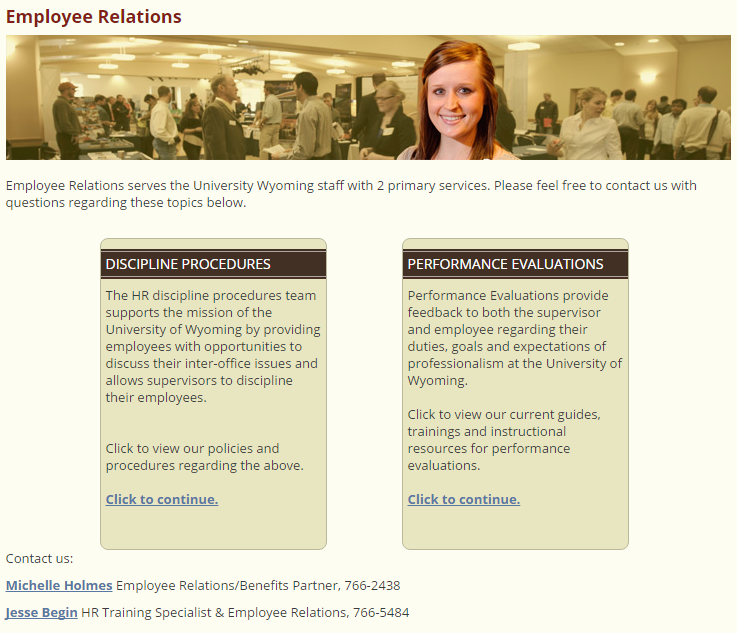 Employee Relations
Employee Relations serves the University Wyoming staff with 2 primary services. Please feel free to contact us with
questions regarding these topics below.
DISCIPLINE PROCEDURES
The HR discipline procedures team
supports the mission of the
University of Wyoming by providing
employees with opportunities to
discuss their inter-office issues and
allows supervisors to discipline
their employees.
Click to view our policies and
procedures regarding the above.
Click to continue.
PERFORMANCE EVALUATIONS
Performance Evaluations provide
feedback to both the supervisor
and employee regarding their
duties, goals and expectations of
professionalism at the University of
Wyoming.
Click to view our current guides,
trainings and instructional
resources for performance
evaluations.
Click to continue.
Contact us:
Michelle Holmes Employee Relations/Benefits Partner, 766-2438
Jesse Begin HR Training Specialist & Employee Relations, 766-5484